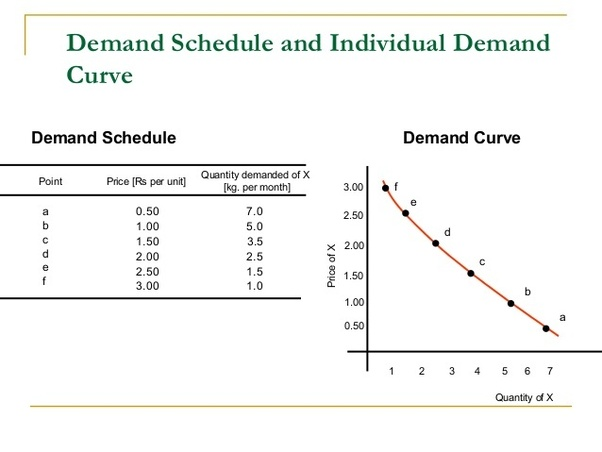 Demand Schedule and Individual Demand
Curve
Demand Schedule
Point Price [Rs per unit] Quantity demanded of X
[kg. per month]
a 0.50 7.0
b 1.00 5.0
c 1.50 3.5
d 2.00 2.5
e 2.50 1.5
f 3.00 1.0
Demand Curve
Price of X
3.00
2.50
2.00
1.50
1.00
0.50
f
e
d
c
b
a
1 2 3 4 5 6 7
Quantity of X